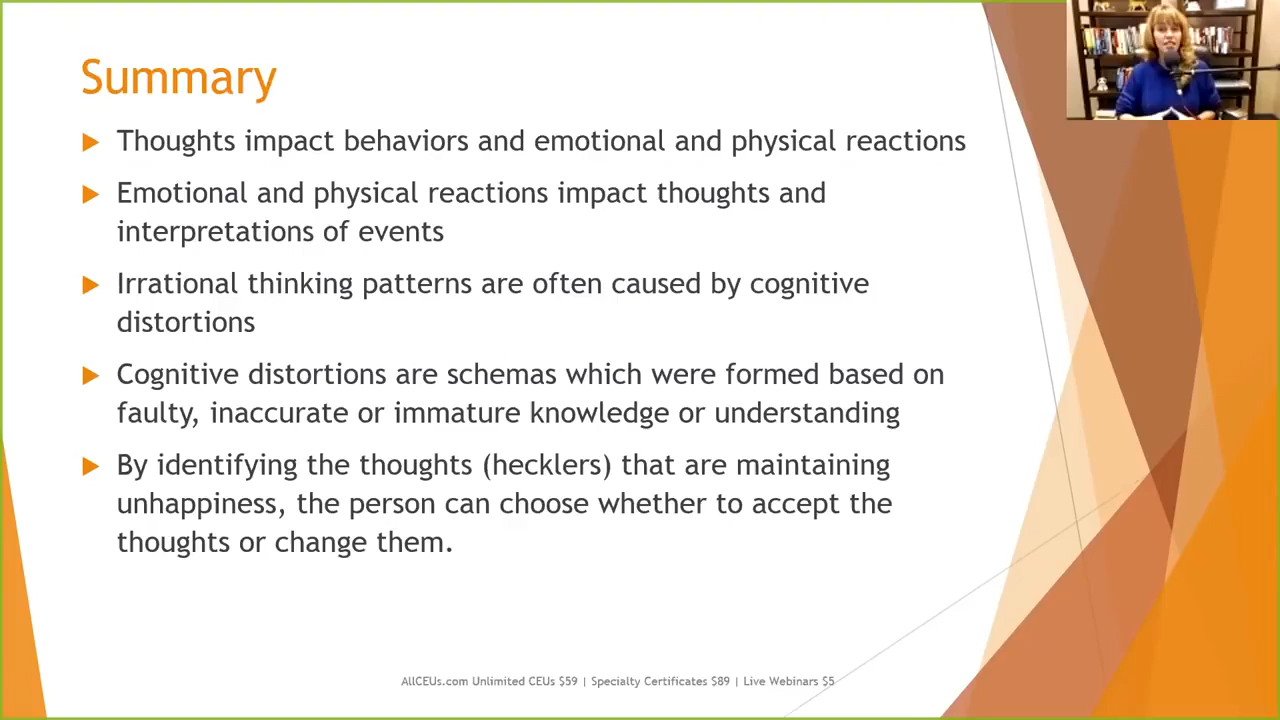 Summary
Thoughts impact behaviors and emotional and physical reactions
Emotional and physical reactions impact thoughts and
interpretations of events
Irrational thinking patterns are often caused by cognitive
distortions
Cognitive distortions are schemas which were formed based on
faulty, inaccurate or immature knowledge or understanding
By identifying the thoughts (hecklers) that are maintaining
unhappiness, the person can choose whether to accept the
thoughts or change them.
AllCEUs.com Unlimited CEUs $59 | Specialty Certificates $89 | Live Webinars $5